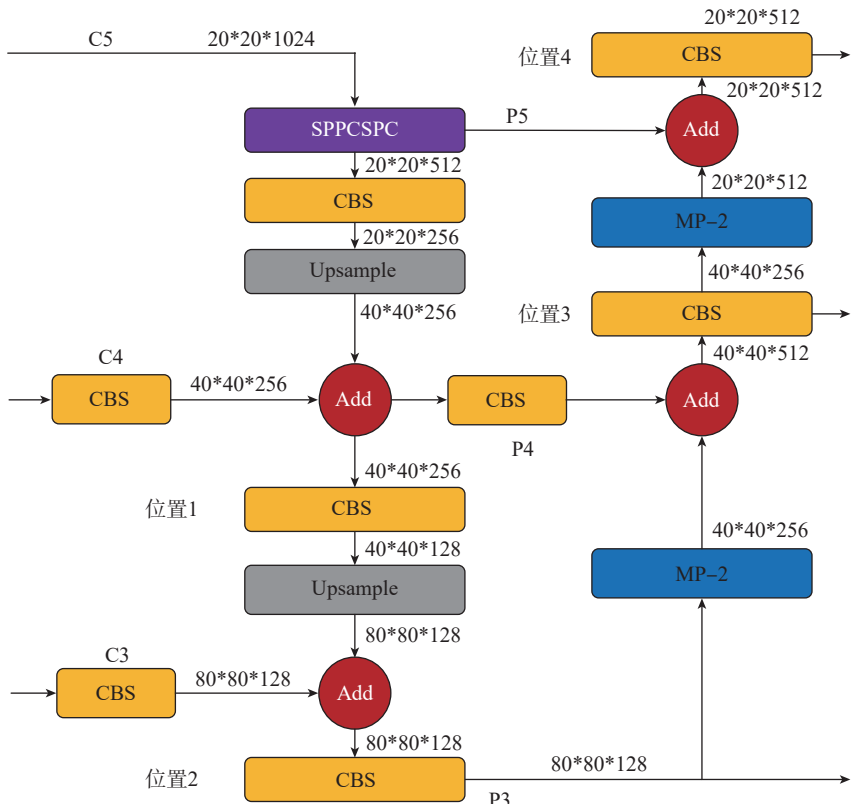 C5
20*20*1024
SPPCSPC
P5
20*20*512
CBS
20*20*256
Upsample
40*40*256
C4
CBS
40*40*256
Add
CBS
P4
40*40*256
位置1
CBS
40*40*128
Upsample
80*80*128
C3
CBS
80*80*128
Add
80*80*128
位置2
CBS
80*80*128
P3
20*20*512
位置4
CBS
20*20*512
Add
20*20*512
MP-2
40*40*256
位置3
CBS
40*40*512
Add
40*40*256
MP-2